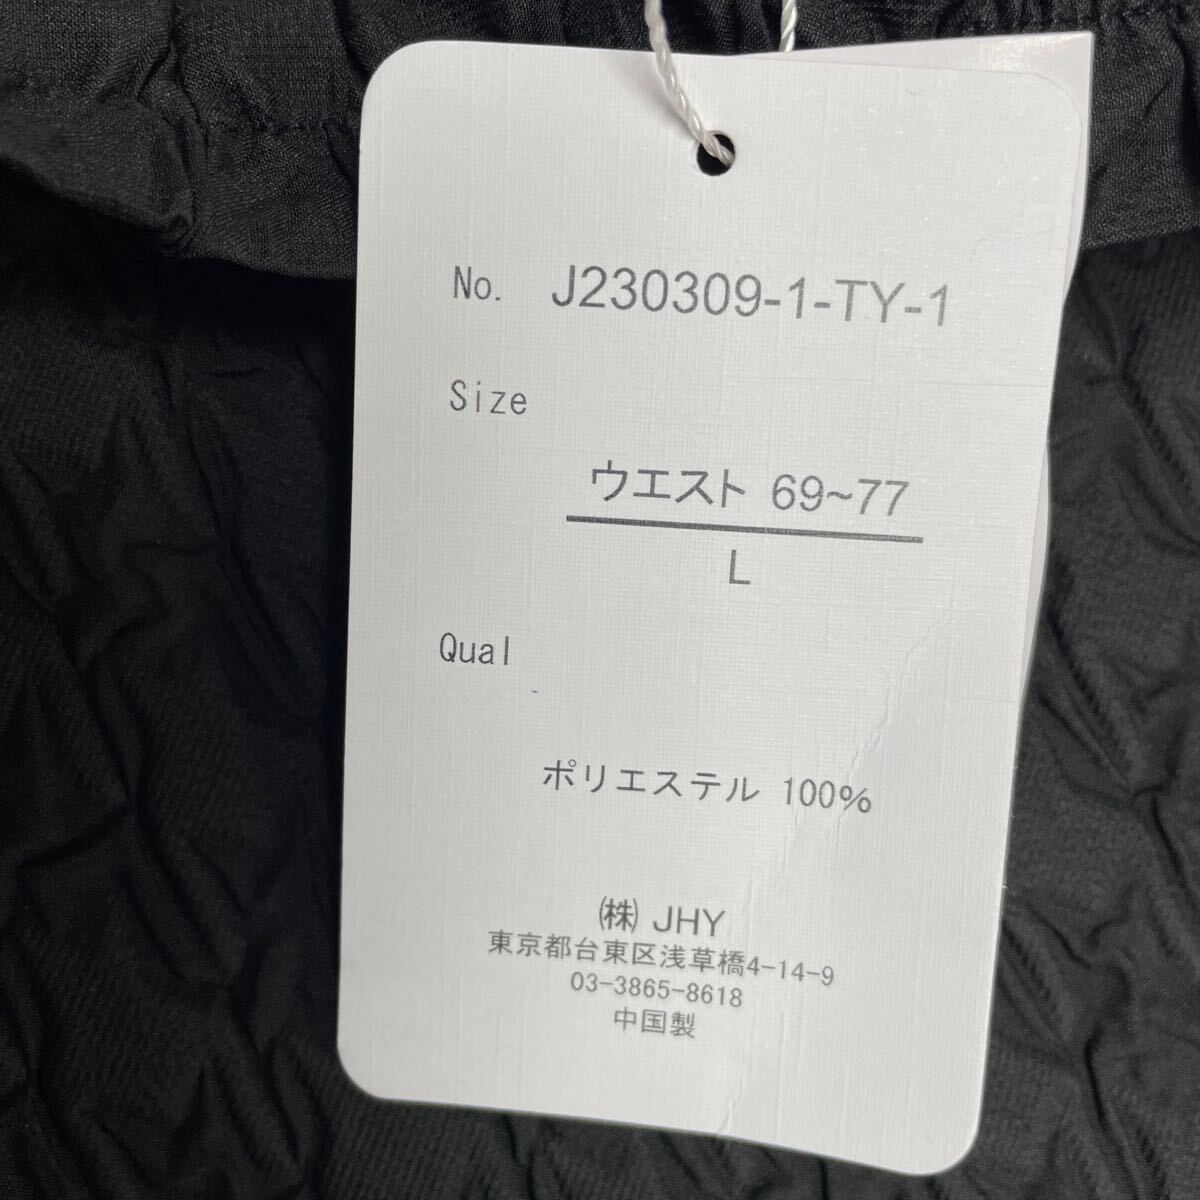 No. J230309-1-TY-1
Size
ウエスト 69~77
L
Qual
ポリエステル 100%
㈱ JHY
東京都台東区浅草橋4-14-9
03-3865-8618
中国製